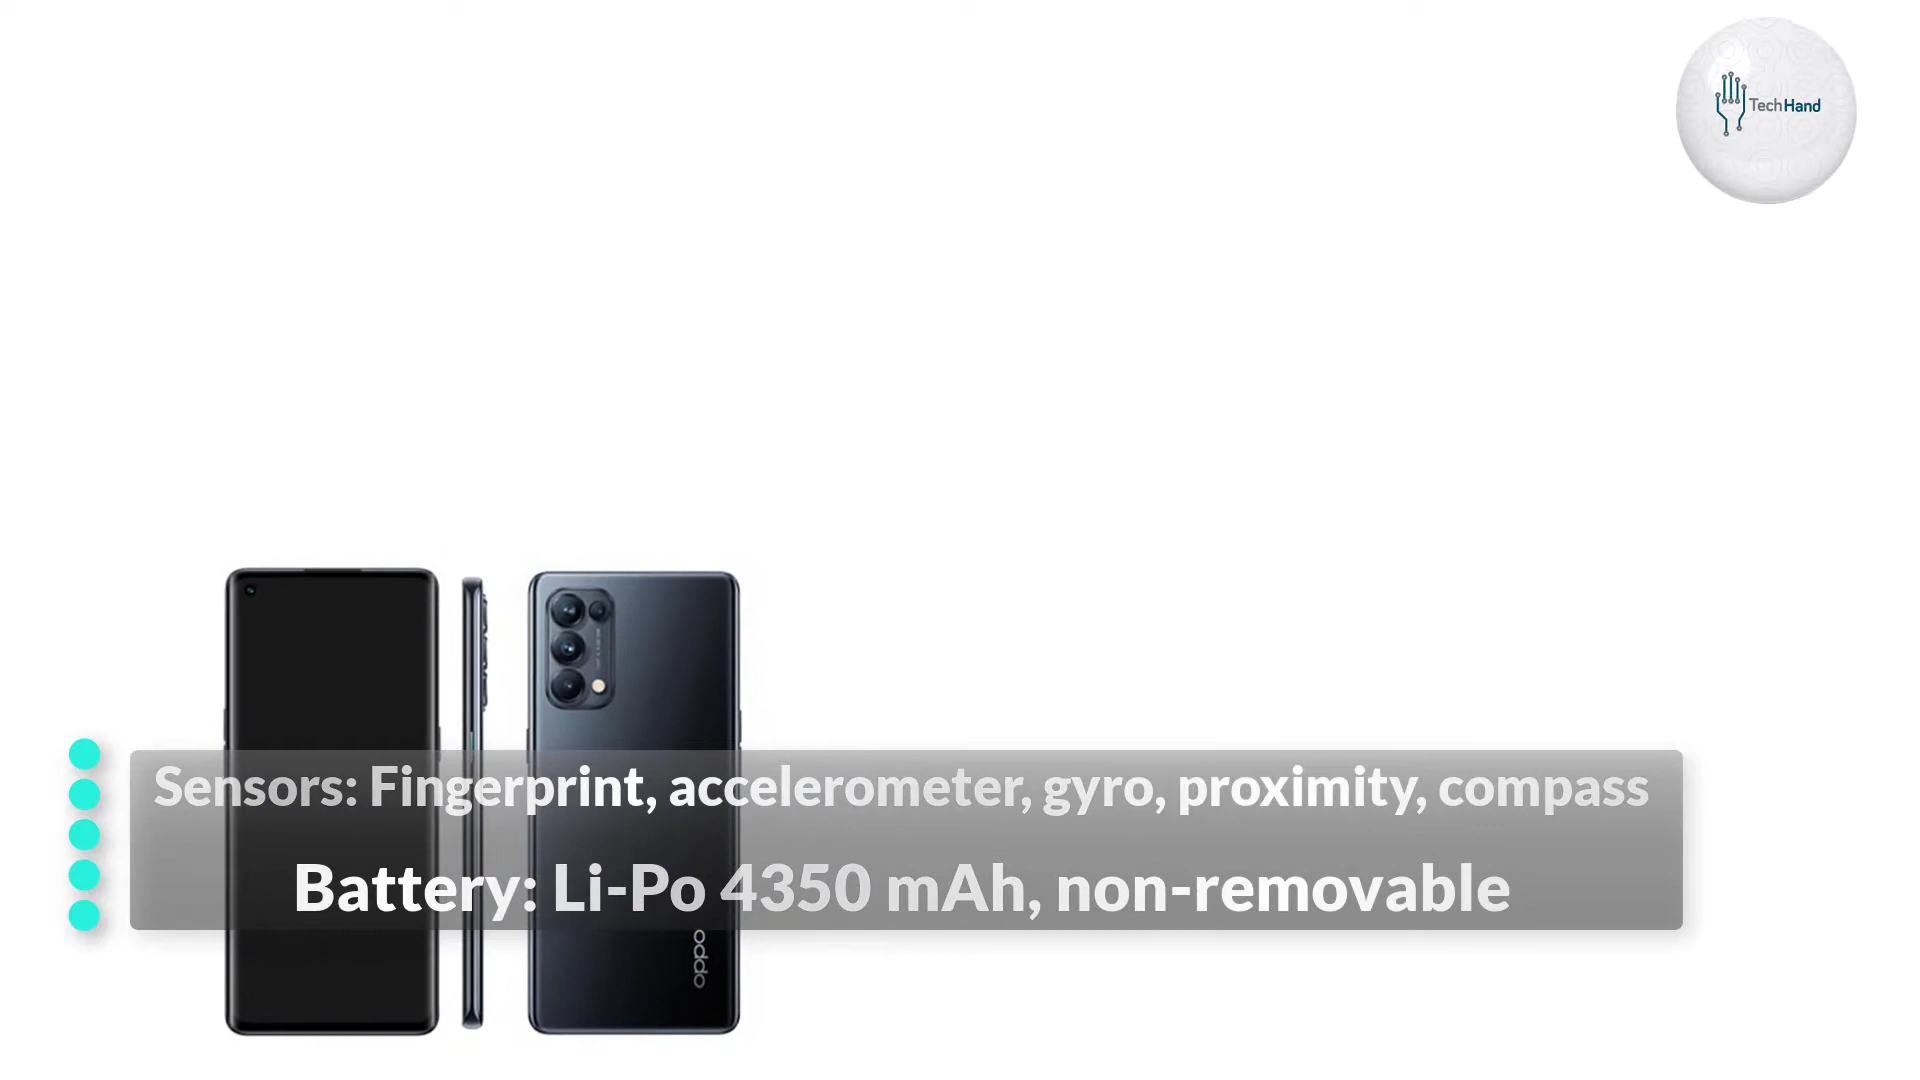 TechHand
Sensors: Fingerprint, accelerometer, gyro, proximity, compass
Battery: Li-Po 4350 mAh, non-removable
oppo